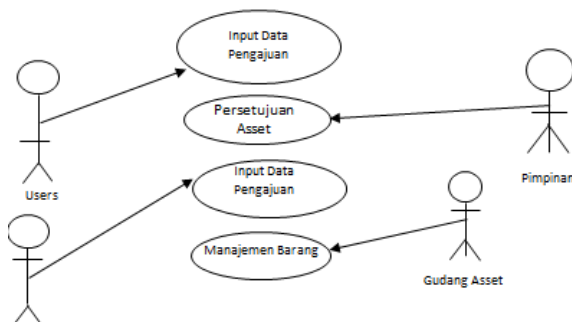 Input Data
Pengajuan
Persetujuan
Asset
Users
Pimpinan
Input Data
Pengajuan
Manajemen Barang
Gudang Asset